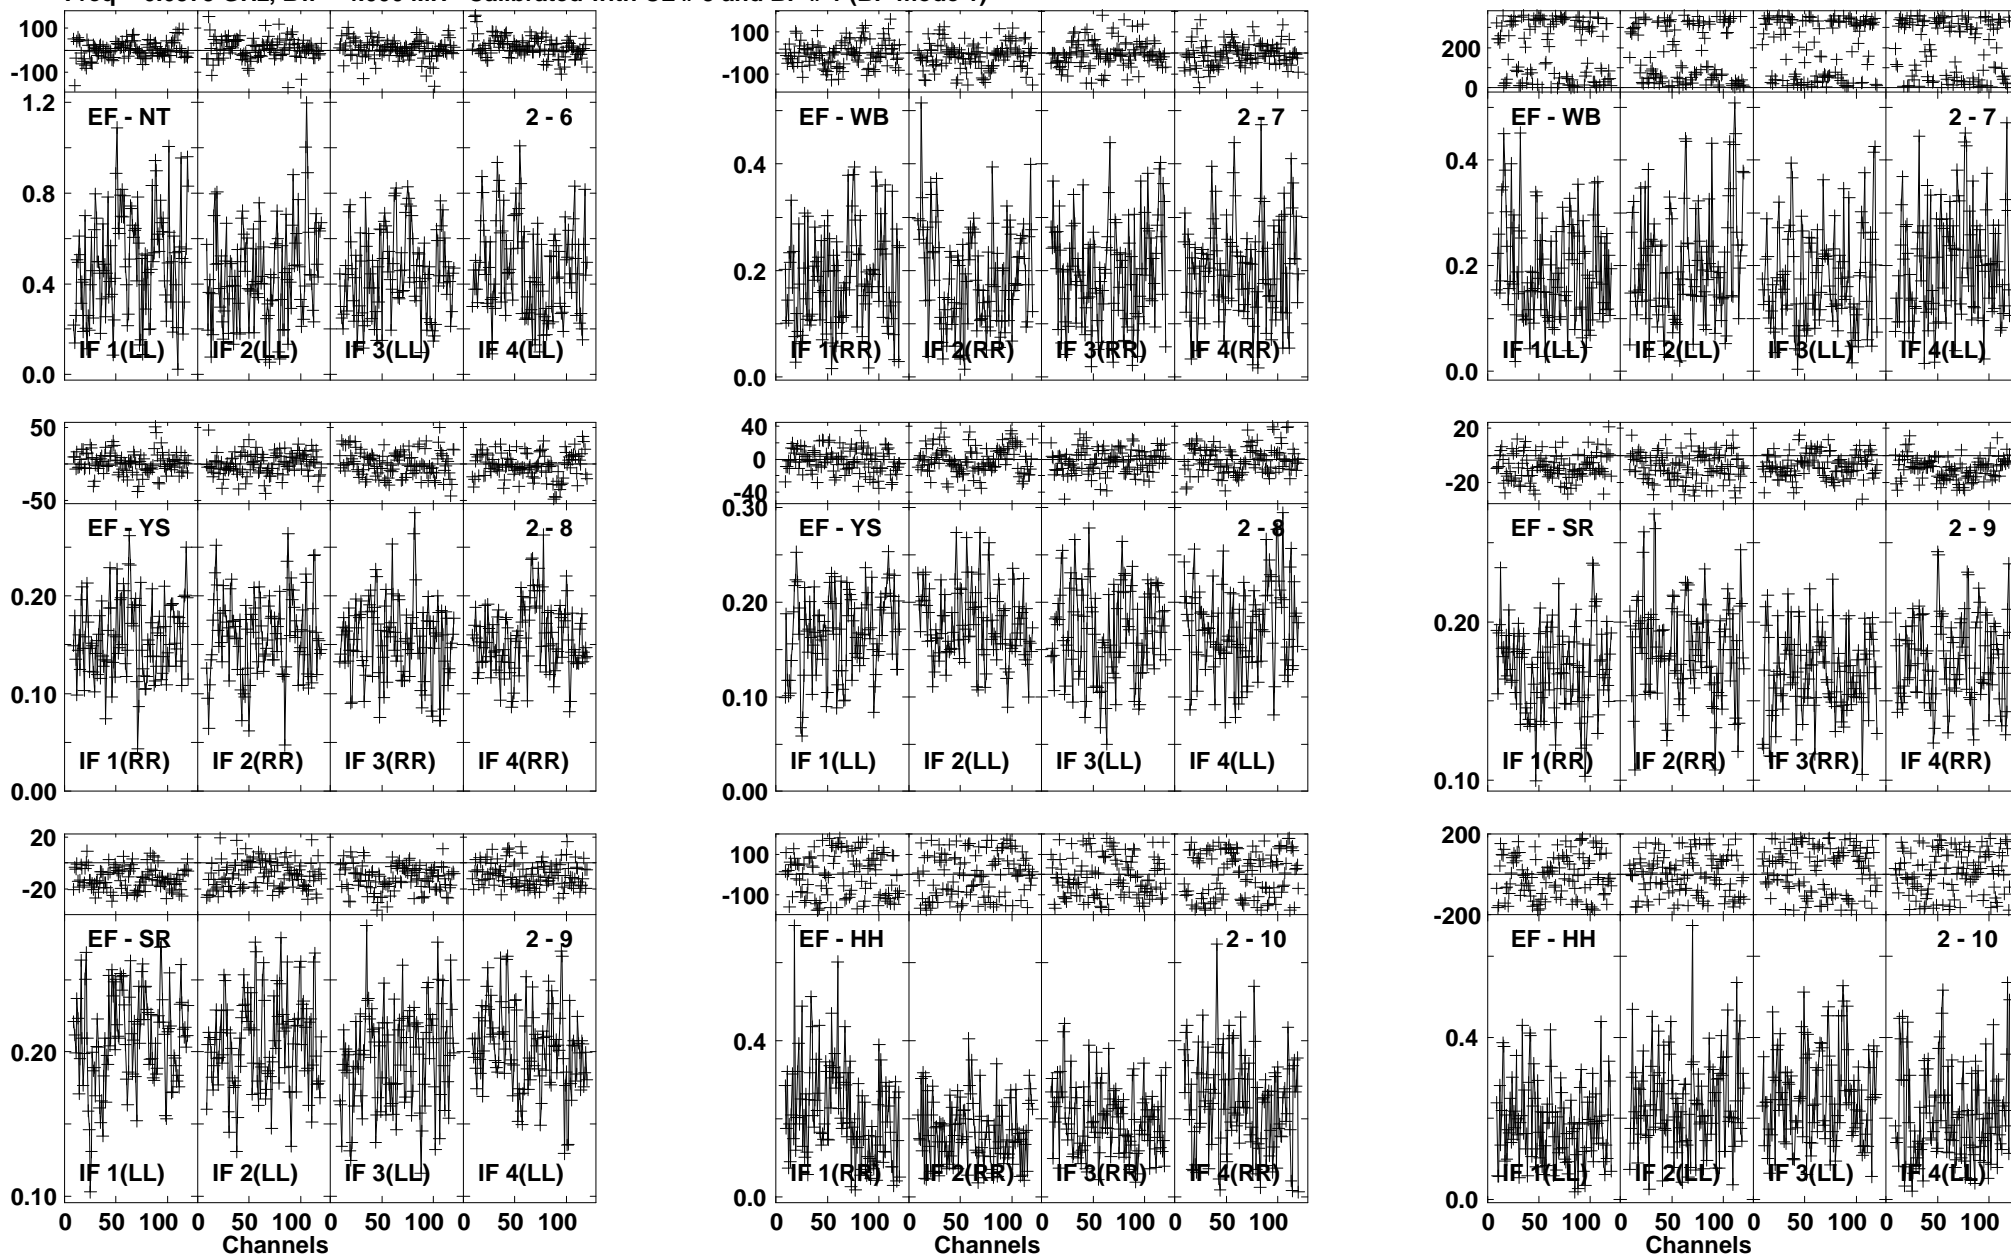 100
-100
1.2
0.8
0.4
0.0
EF - NT
2 - 6
IF 1(LL)
IF 2(LL)
IF 3(LL)
IF 4(LL)
100
-100
0.4
0.2
0.0
EF - WB
2 - 7
IF 1(RR)
IF 2(RR)
IF 3(RR)
IF 4(RR)
200
0
0.4
0.2
0.0
EF - WB
2 - 7
IF 1(LL)
IF 2(LL)
IF 3(LL)
IF 4(LL)
50
-50
0.20
0.10
0.00
EF - YS
2 - 8
IF 1(RR)
IF 2(RR)
IF 3(RR)
IF 4(RR)
40
0
-40
0.30
0.20
0.10
0.00
EF - YS
2 - 8
IF 1(LL)
IF 2(LL)
IF 3(LL)
IF 4(LL)
20
-20
0.20
0.10
EF - SR
2 - 9
IF 1(RR)
IF 2(RR)
IF 3(RR)
IF 4(RR)
20
-20
0.20
0.10
EF - SR
2 - 9
IF 1(LL)
IF 2(LL)
IF 3(LL)
IF 4(LL)
0 50 100 0 50 100 0 50 100 0 50 100
Channels
100
-100
0.4
0.0
EF - HH
2 - 10
IF 1(RR)
IF 2(RR)
IF 3(RR)
IF 4(RR)
0 50 100 0 50 100 0 50 100 0 50 100
Channels
200
-200
0.4
0.0
EF - HH
2 - 10
IF 1(LL)
IF 2(LL)
IF 3(LL)
IF 4(LL)
0 50 100 0 50 100 0 50 100 0 50 100
Channels